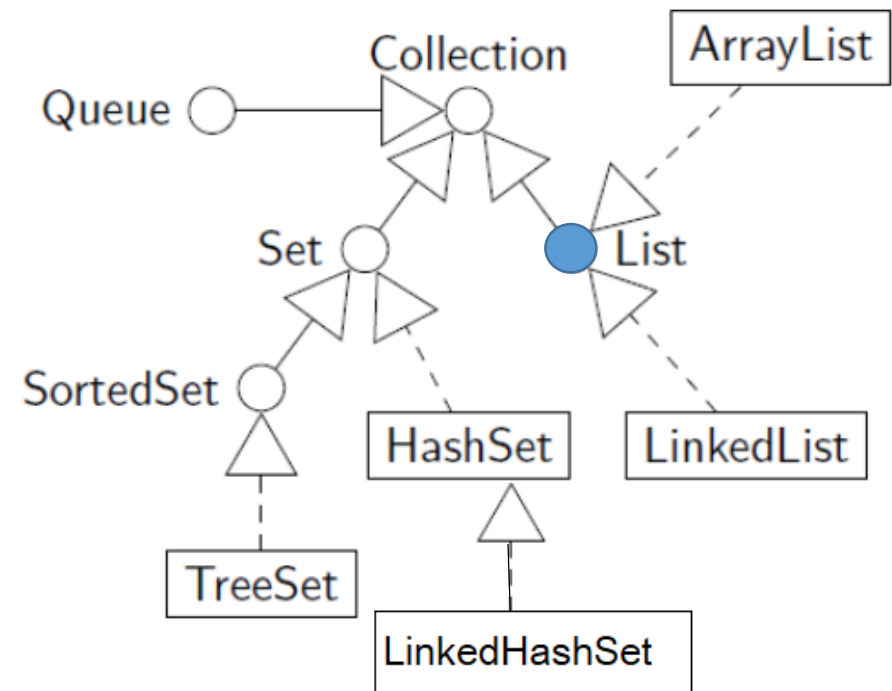 Collection
ArrayList
Queue
Set
List
SortedSet
HashSet
LinkedList
TreeSet
LinkedHashSet